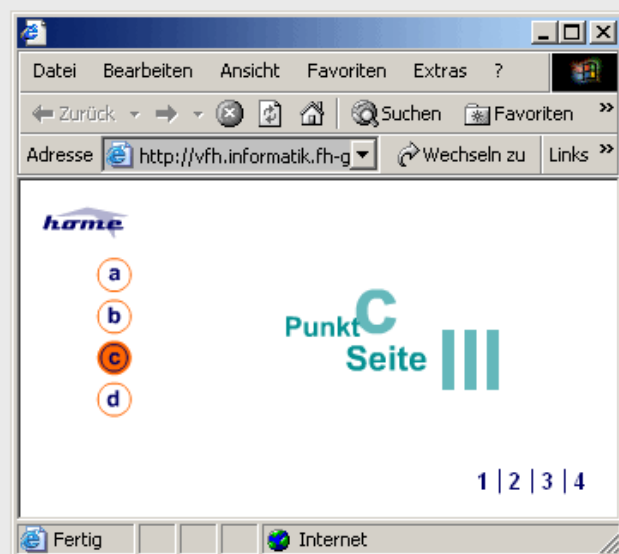 Datei Bearbeiten Ansicht Favoriten Extras ?
Zurück Suchen Favoriten »
Adresse http://vfh.informatik.fh-g Wechseln zu Links »
home
a
b
c
d
Punkt C
Seite III
1 | 2 | 3 | 4
Fertig Internet